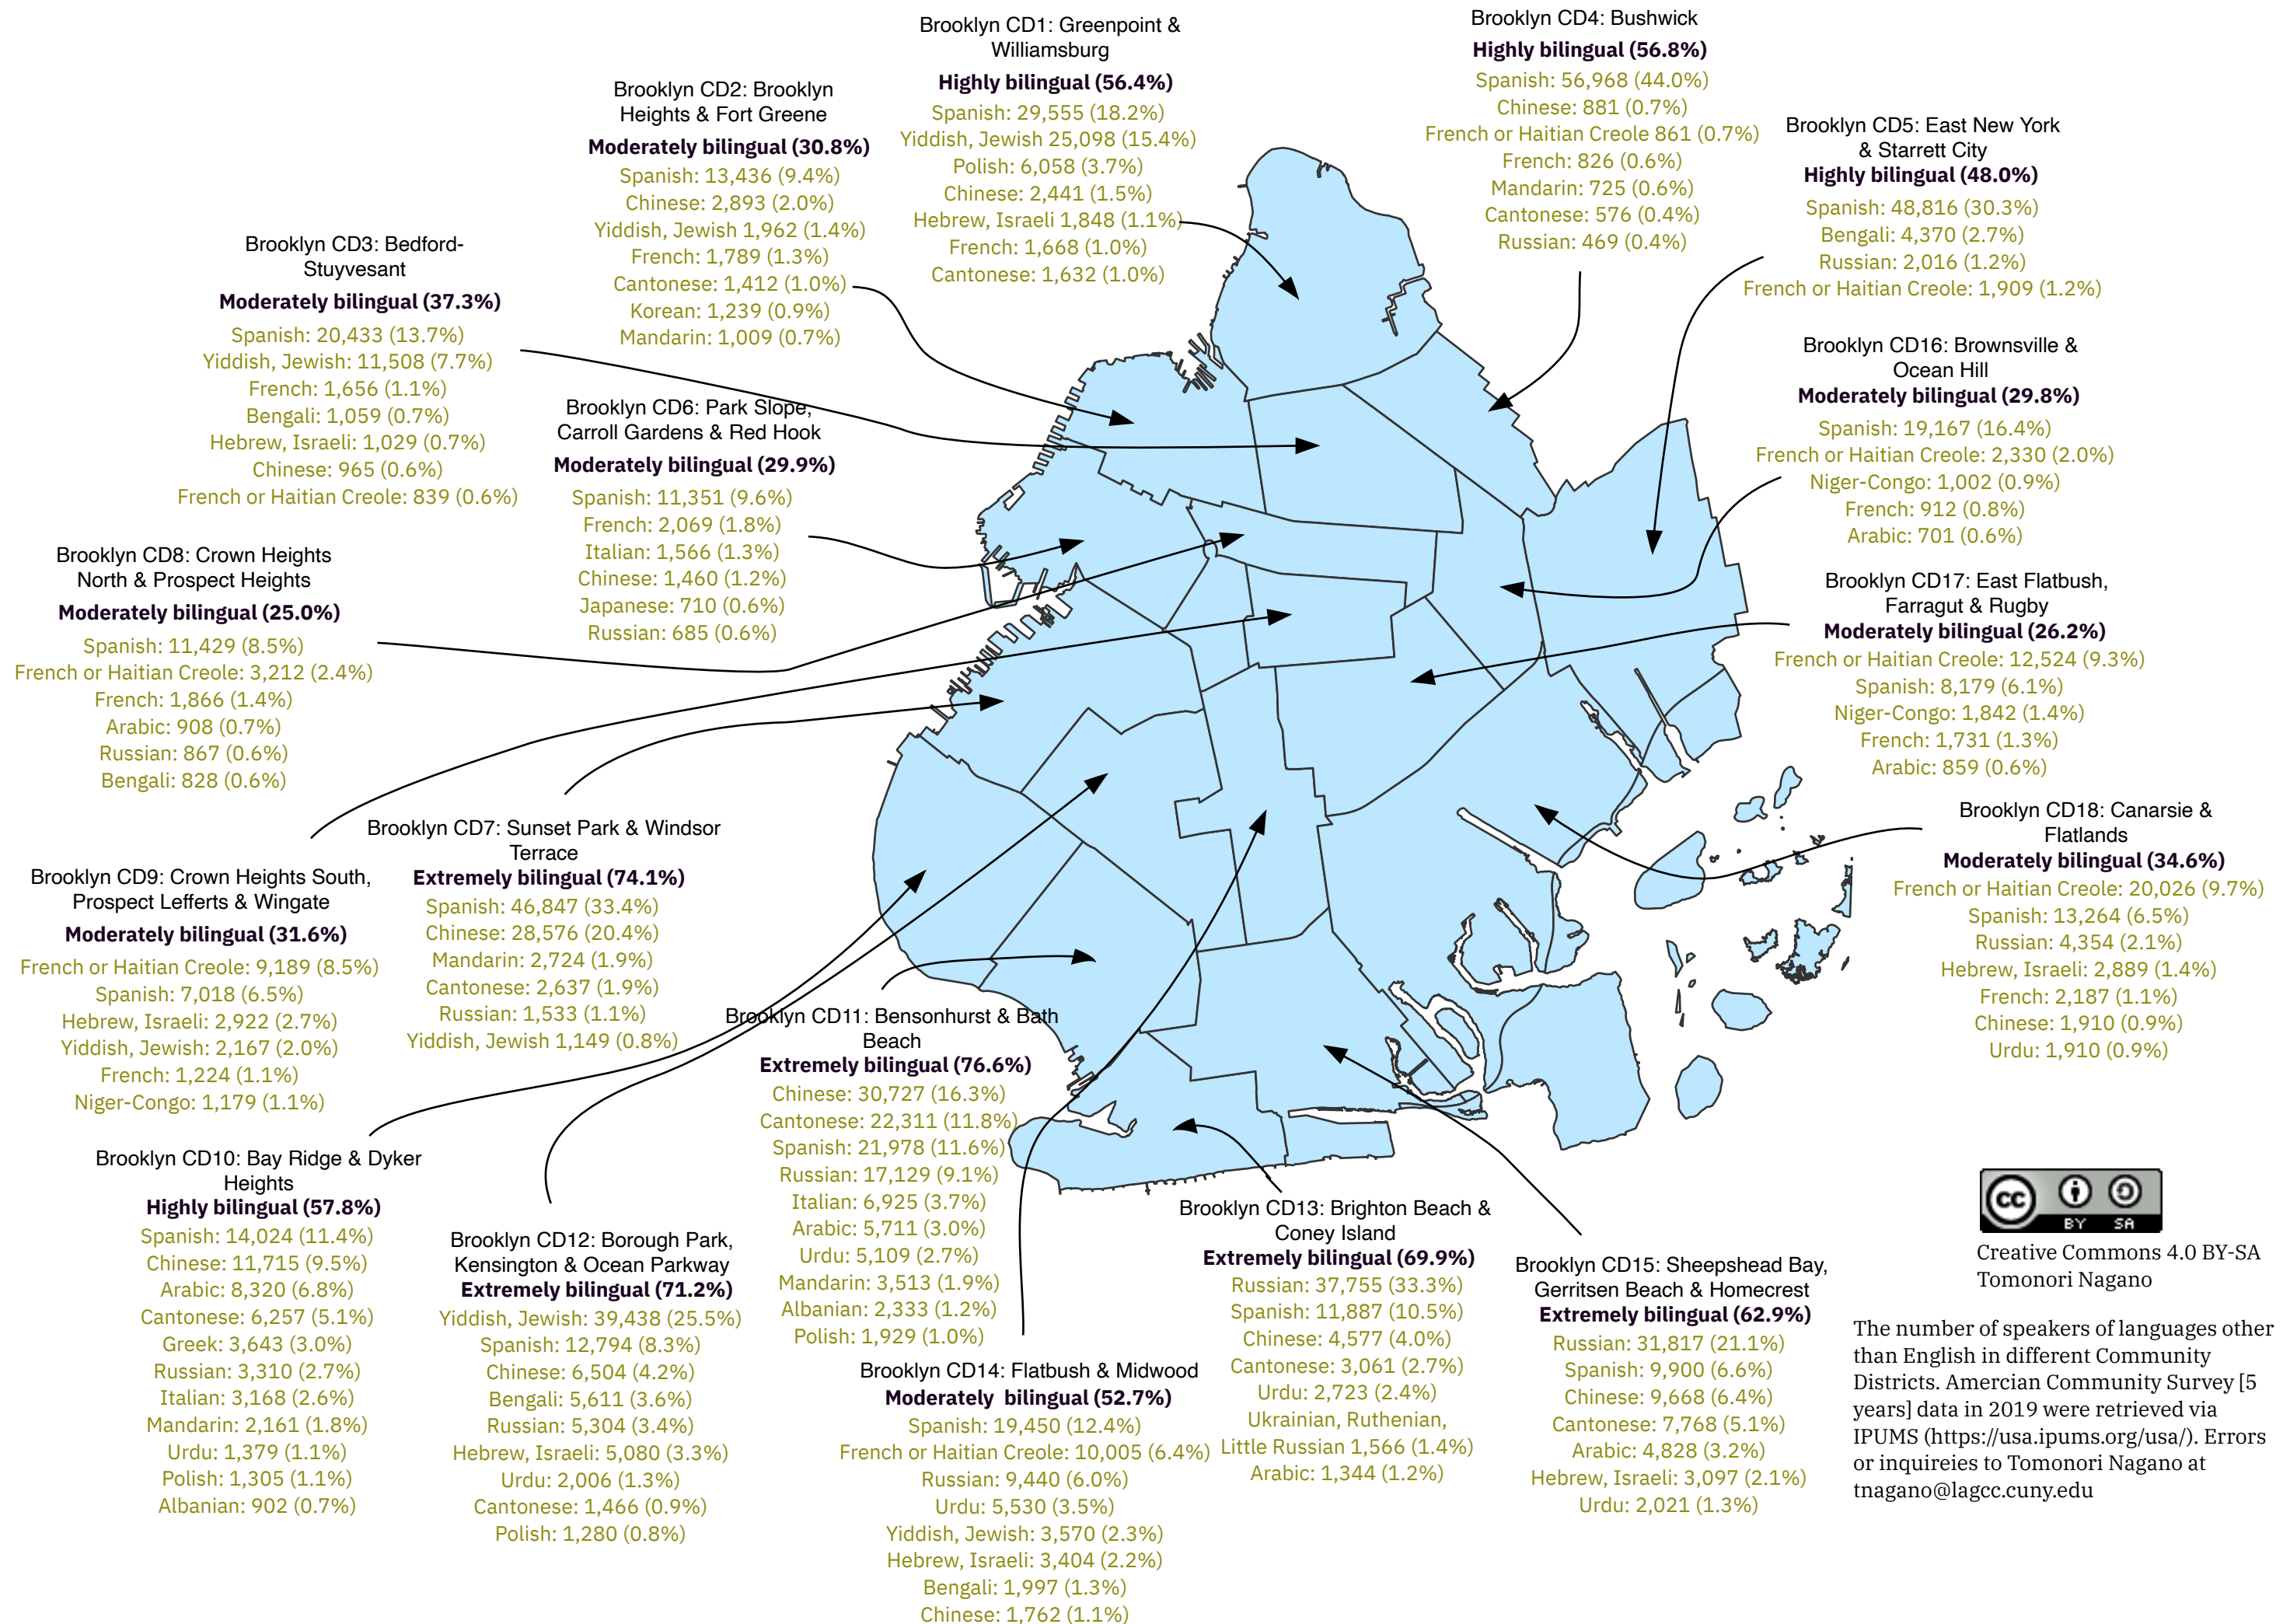 Brooklyn CD1: Greenpoint &
Williamsburg
Highly bilingual (56.4%)
Spanish: 29,555 (18.2%)
Yiddish, Jewish 25,098 (15.4%)
Polish: 6,058 (3.7%)
Chinese: 2,441 (1.5%)
Hebrew, Israeli 1,848 (1.1%)
French: 1,668 (1.0%)
Cantonese: 1,632 (1.0%)
Brooklyn CD4: Bushwick
Highly bilingual (56.8%)
Spanish: 56,968 (44.0%)
Chinese: 881 (0.7%)
French or Haitian Creole 861 (0.7%)
French: 826 (0.6%)
Mandarin: 725 (0.6%)
Cantonese: 576 (0.4%)
Russian: 469 (0.4%)
Brooklyn CD2: Brooklyn
Heights & Fort Greene
Moderately bilingual (30.8%)
Spanish: 13,436 (9.4%)
Chinese: 2,893 (2.0%)
Yiddish, Jewish 1,962 (1.4%)
French: 1,789 (1.3%)
Cantonese: 1,412 (1.0%)
Korean: 1,239 (0.9%)
Mandarin: 1,009 (0.7%)
Brooklyn CD5: East New York
& Starrett City
Highly bilingual (48.0%)
Spanish: 48,816 (30.3%)
Bengali: 4,370 (2.7%)
Russian: 2,016 (1.2%)
French or Haitian Creole: 1,909 (1.2%)
Brooklyn CD3: Bedford-
Stuyvesant
Moderately bilingual (37.3%)
Spanish: 20,433 (13.7%)
Yiddish, Jewish: 11,508 (7.7%)
French: 1,656 (1.1%)
Bengali: 1,059 (0.7%)
Hebrew, Israeli: 1,029 (0.7%)
Chinese: 965 (0.6%)
French or Haitian Creole: 839 (0.6%)
Brooklyn CD16: Brownsville &
Ocean Hill
Moderately bilingual (29.8%)
Spanish: 19,167 (16.4%)
French or Haitian Creole: 2,330 (2.0%)
Niger-Congo: 1,002 (0.9%)
French: 912 (0.8%)
Arabic: 701 (0.6%)
Brooklyn CD6: Park Slope,
Carroll Gardens & Red Hook
Moderately bilingual (29.9%)
Spanish: 11,351 (9.6%)
French: 2,069 (1.8%)
Italian: 1,566 (1.3%)
Chinese: 1,460 (1.2%)
Japanese: 710 (0.6%)
Russian: 685 (0.6%)
Brooklyn CD8: Crown Heights
North & Prospect Heights
Moderately bilingual (25.0%)
Spanish: 11,429 (8.5%)
French or Haitian Creole: 3,212 (2.4%)
French: 1,866 (1.4%)
Arabic: 908 (0.7%)
Russian: 867 (0.6%)
Bengali: 828 (0.6%)
Brooklyn CD17: East Flatbush,
Farragut & Rugby
Moderately bilingual (26.2%)
French or Haitian Creole: 12,524 (9.3%)
Spanish: 8,179 (6.1%)
Niger-Congo: 1,842 (1.4%)
French: 1,731 (1.3%)
Arabic: 859 (0.6%)
Brooklyn CD18: Canarsie &
Flatlands
Moderately bilingual (34.6%)
French or Haitian Creole: 20,026 (9.7%)
Spanish: 13,264 (6.5%)
Russian: 4,354 (2.1%)
Hebrew, Israeli: 2,889 (1.4%)
French: 2,187 (1.1%)
Chinese: 1,910 (0.9%)
Urdu: 1,910 (0.9%)
Brooklyn CD7: Sunset Park & Windsor
Terrace
Extremely bilingual (74.1%)
Spanish: 46,847 (33.4%)
Chinese: 28,576 (20.4%)
Mandarin: 2,724 (1.9%)
Cantonese: 2,637 (1.9%)
Russian: 1,533 (1.1%)
Yiddish, Jewish 1,149 (0.8%)
Brooklyn CD9: Crown Heights South,
Prospect Lefferts & Wingate
Moderately bilingual (31.6%)
French or Haitian Creole: 9,189 (8.5%)
Spanish: 7,018 (6.5%)
Hebrew, Israeli: 2,922 (2.7%)
Yiddish, Jewish: 2,167 (2.0%)
French: 1,224 (1.1%)
Niger-Congo: 1,179 (1.1%)
Brooklyn CD11: Bensonhurst & Bath
Beach
Extremely bilingual (76.6%)
Chinese: 30,727 (16.3%)
Cantonese: 22,311 (11.8%)
Spanish: 21,978 (11.6%)
Russian: 17,129 (9.1%)
Italian: 6,925 (3.7%)
Arabic: 5,711 (3.0%)
Urdu: 5,109 (2.7%)
Mandarin: 3,513 (1.9%)
Albanian: 2,333 (1.2%)
Polish: 1,929 (1.0%)
Brooklyn CD10: Bay Ridge & Dyker
Heights
Highly bilingual (57.8%)
Spanish: 14,024 (11.4%)
Chinese: 11,715 (9.5%)
Arabic: 8,320 (6.8%)
Cantonese: 6,257 (5.1%)
Greek: 3,643 (3.0%)
Russian: 3,310 (2.7%)
Italian: 3,168 (2.6%)
Mandarin: 2,161 (1.8%)
Urdu: 1,379 (1.1%)
Polish: 1,305 (1.1%)
Albanian: 902 (0.7%)
Brooklyn CD12: Borough Park,
Kensington & Ocean Parkway
Extremely bilingual (71.2%)
Yiddish, Jewish: 39,438 (25.5%)
Spanish: 12,794 (8.3%)
Chinese: 6,504 (4.2%)
Bengali: 5,611 (3.6%)
Russian: 5,304 (3.4%)
Hebrew, Israeli: 5,080 (3.3%)
Urdu: 2,006 (1.3%)
Cantonese: 1,466 (0.9%)
Polish: 1,280 (0.8%)
Brooklyn CD14: Flatbush & Midwood
Moderately bilingual (52.7%)
Spanish: 19,450 (12.4%)
French or Haitian Creole: 10,005 (6.4%)
Russian: 9,440 (6.0%)
Urdu: 5,530 (3.5%)
Yiddish, Jewish: 3,570 (2.3%)
Hebrew, Israeli: 3,404 (2.2%)
Bengali: 1,997 (1.3%)
Chinese: 1,762 (1.1%)
Brooklyn CD13: Brighton Beach &
Coney Island
Extremely bilingual (69.9%)
Russian: 37,755 (33.3%)
Spanish: 11,887 (10.5%)
Chinese: 4,577 (4.0%)
Cantonese: 3,061 (2.7%)
Urdu: 2,723 (2.4%)
Ukrainian, Ruthenian,
Little Russian 1,566 (1.4%)
Arabic: 1,344 (1.2%)
Brooklyn CD15: Sheepshead Bay,
Gerritsen Beach & Homecrest
Extremely bilingual (62.9%)
Russian: 31,817 (21.1%)
Spanish: 9,900 (6.6%)
Chinese: 9,668 (6.4%)
Cantonese: 7,768 (5.1%)
Arabic: 4,828 (3.2%)
Hebrew, Israeli: 3,097 (2.1%)
Urdu: 2,021 (1.3%)
cc
BY SA
Creative Commons 4.0 BY-SA
Tomonori Nagano
The number of speakers of languages other
than English in different Community
Districts. Amercian Community Survey [5
years] data in 2019 were retrieved via
IPUMS (https://usa.ipums.org/usa/). Errors
or inquireies to Tomonori Nagano at
tnagano@lagcc.cuny.edu